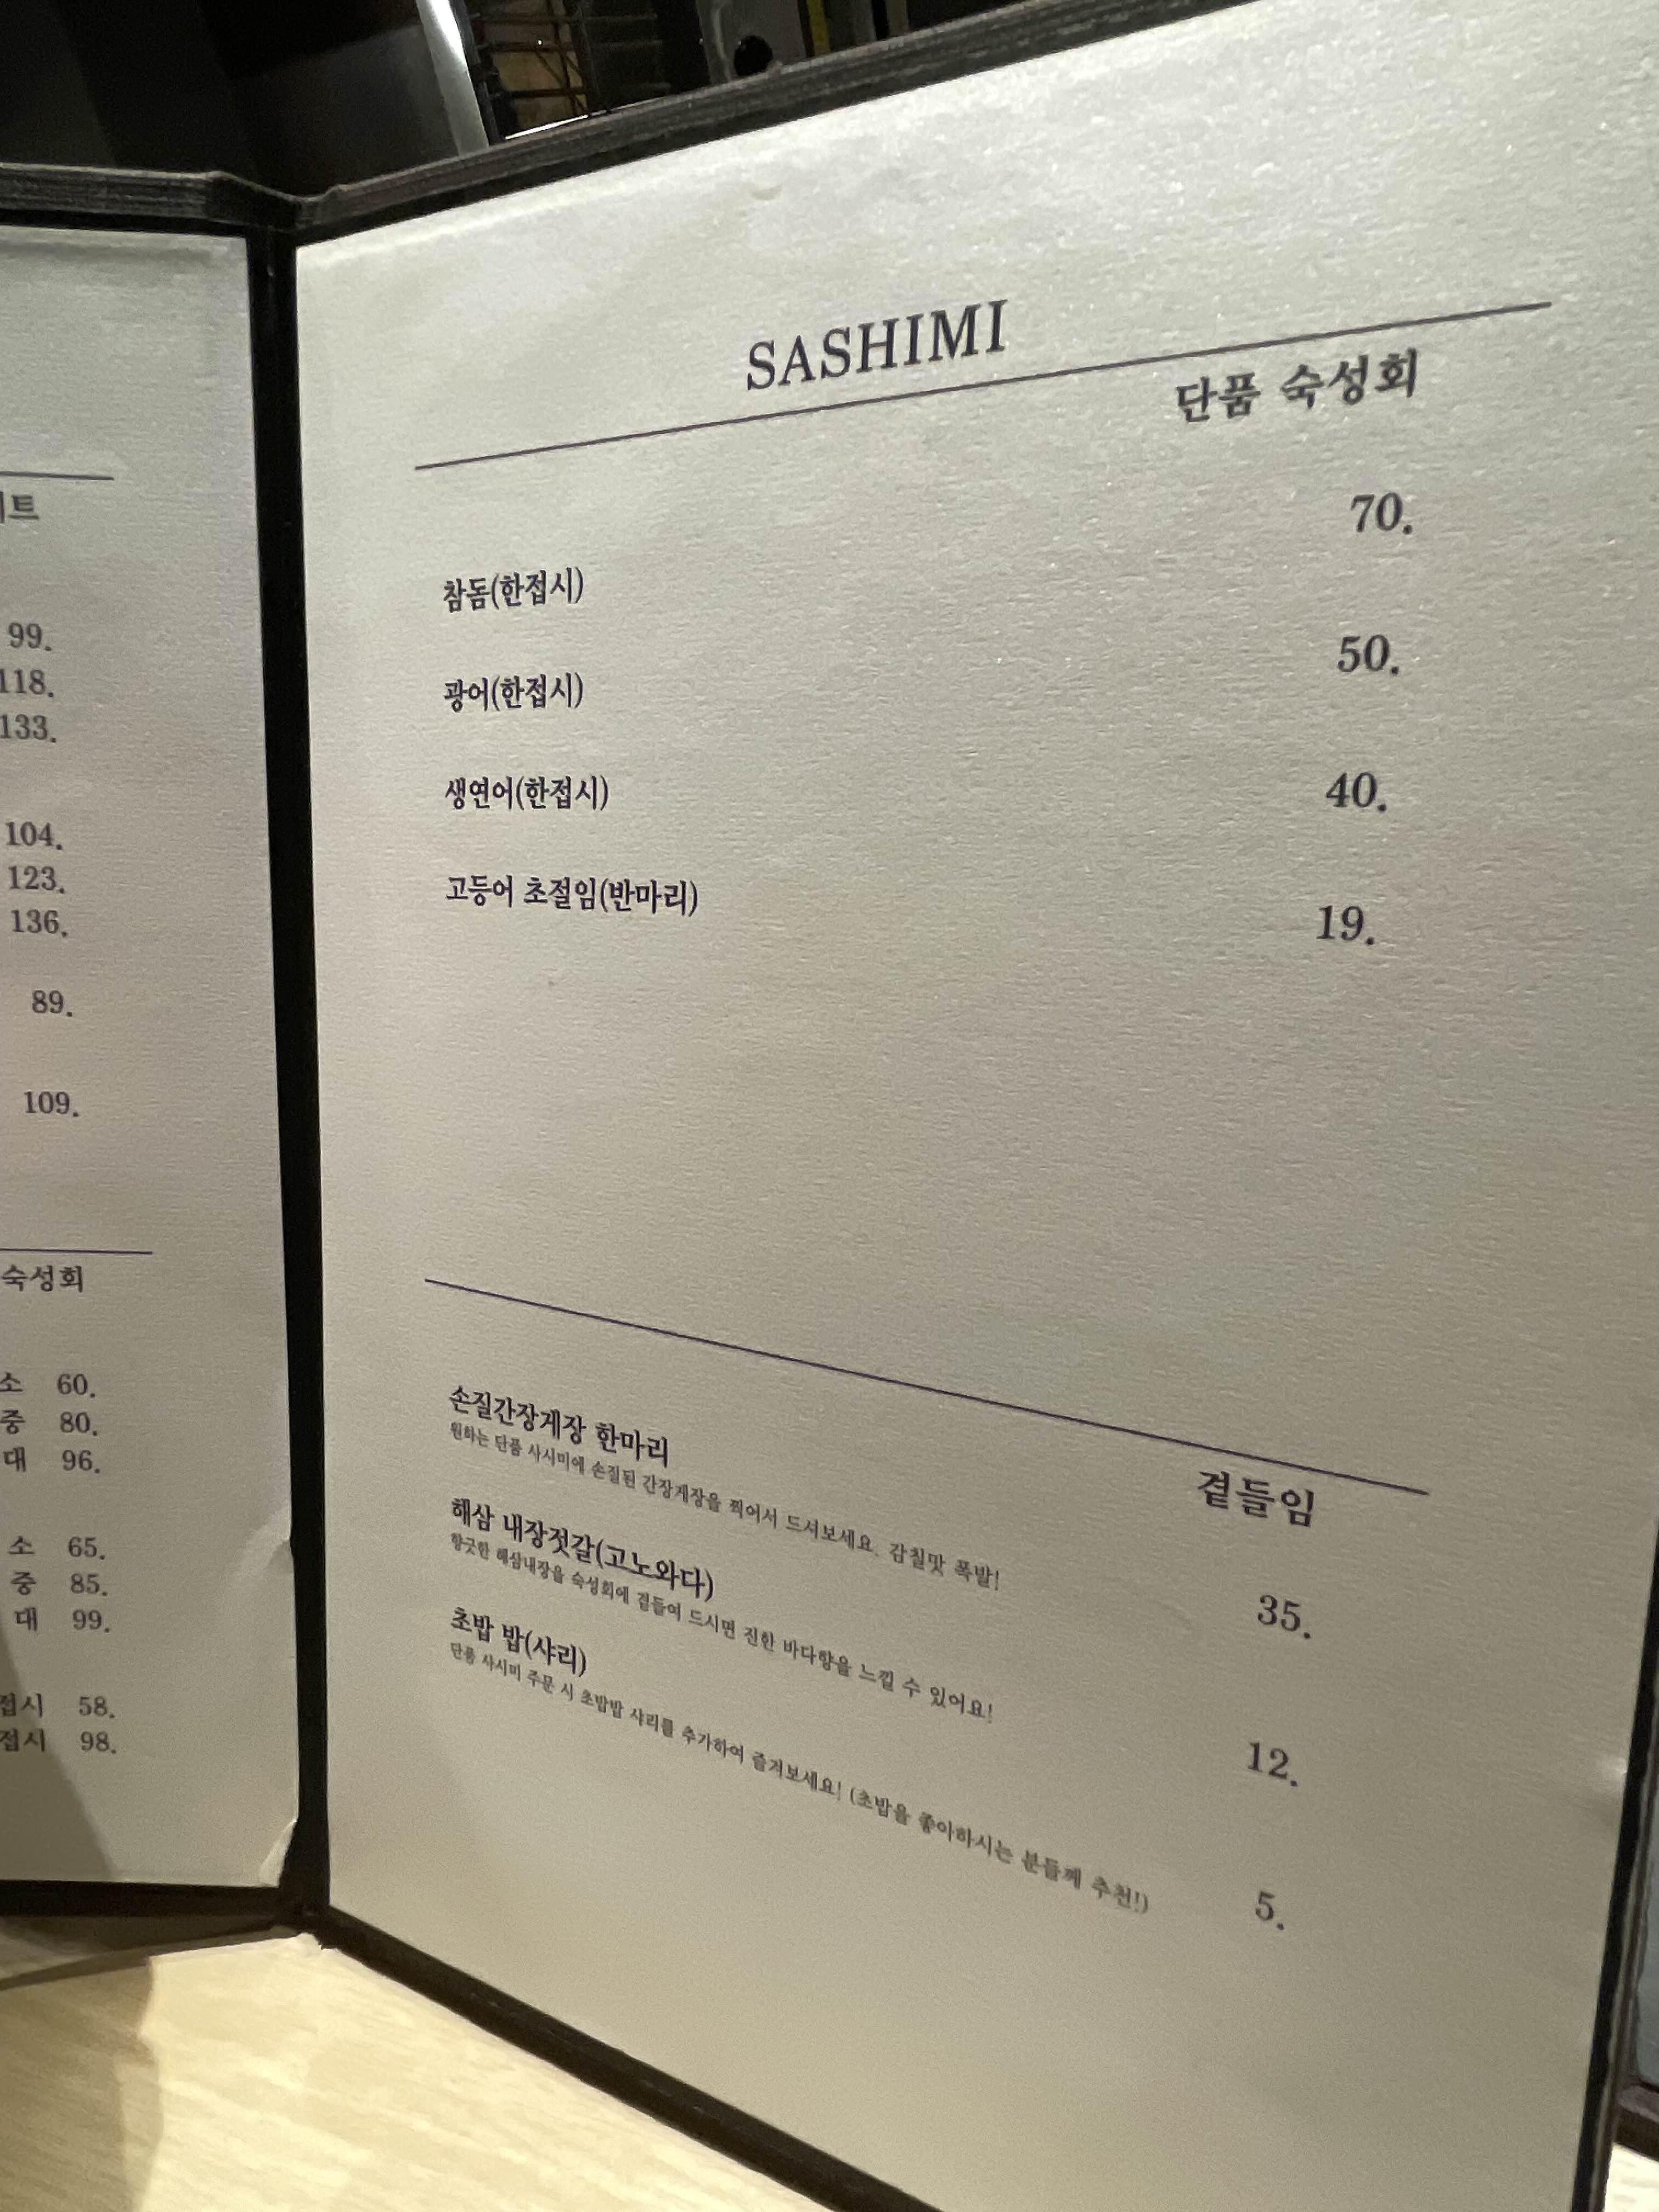 트
99.
118.
133.
104.
123.
136.
89.
109.
숙성회
소 60.
중 80.
대 96.
소 65.
중 85.
대 99.
접시 58.
접시 98.
SASHIMI
단품 숙성회
참돔(한접시) 70.
광어(한접시) 50.
생연어(한접시) 40.
고등어 초절임(반마리) 19.
곁들임
손질간장게장 한마리 35.
원하는 단품 사시미에 손질된 간장게장을 찍어서 드셔보세요. 감칠맛 폭발!
해삼 내장젓갈(고노와다) 12.
향긋한 해삼내장을 숙성회에 곁들여 드시면 진한 바다향을 느낄 수 있어요!
초밥 밥(샤리) 5.
단품 사시미 주문 시 초밥밥 샤리를 추가하여 즐겨보세요! (초밥을 좋아하시는 분들께 추천!)